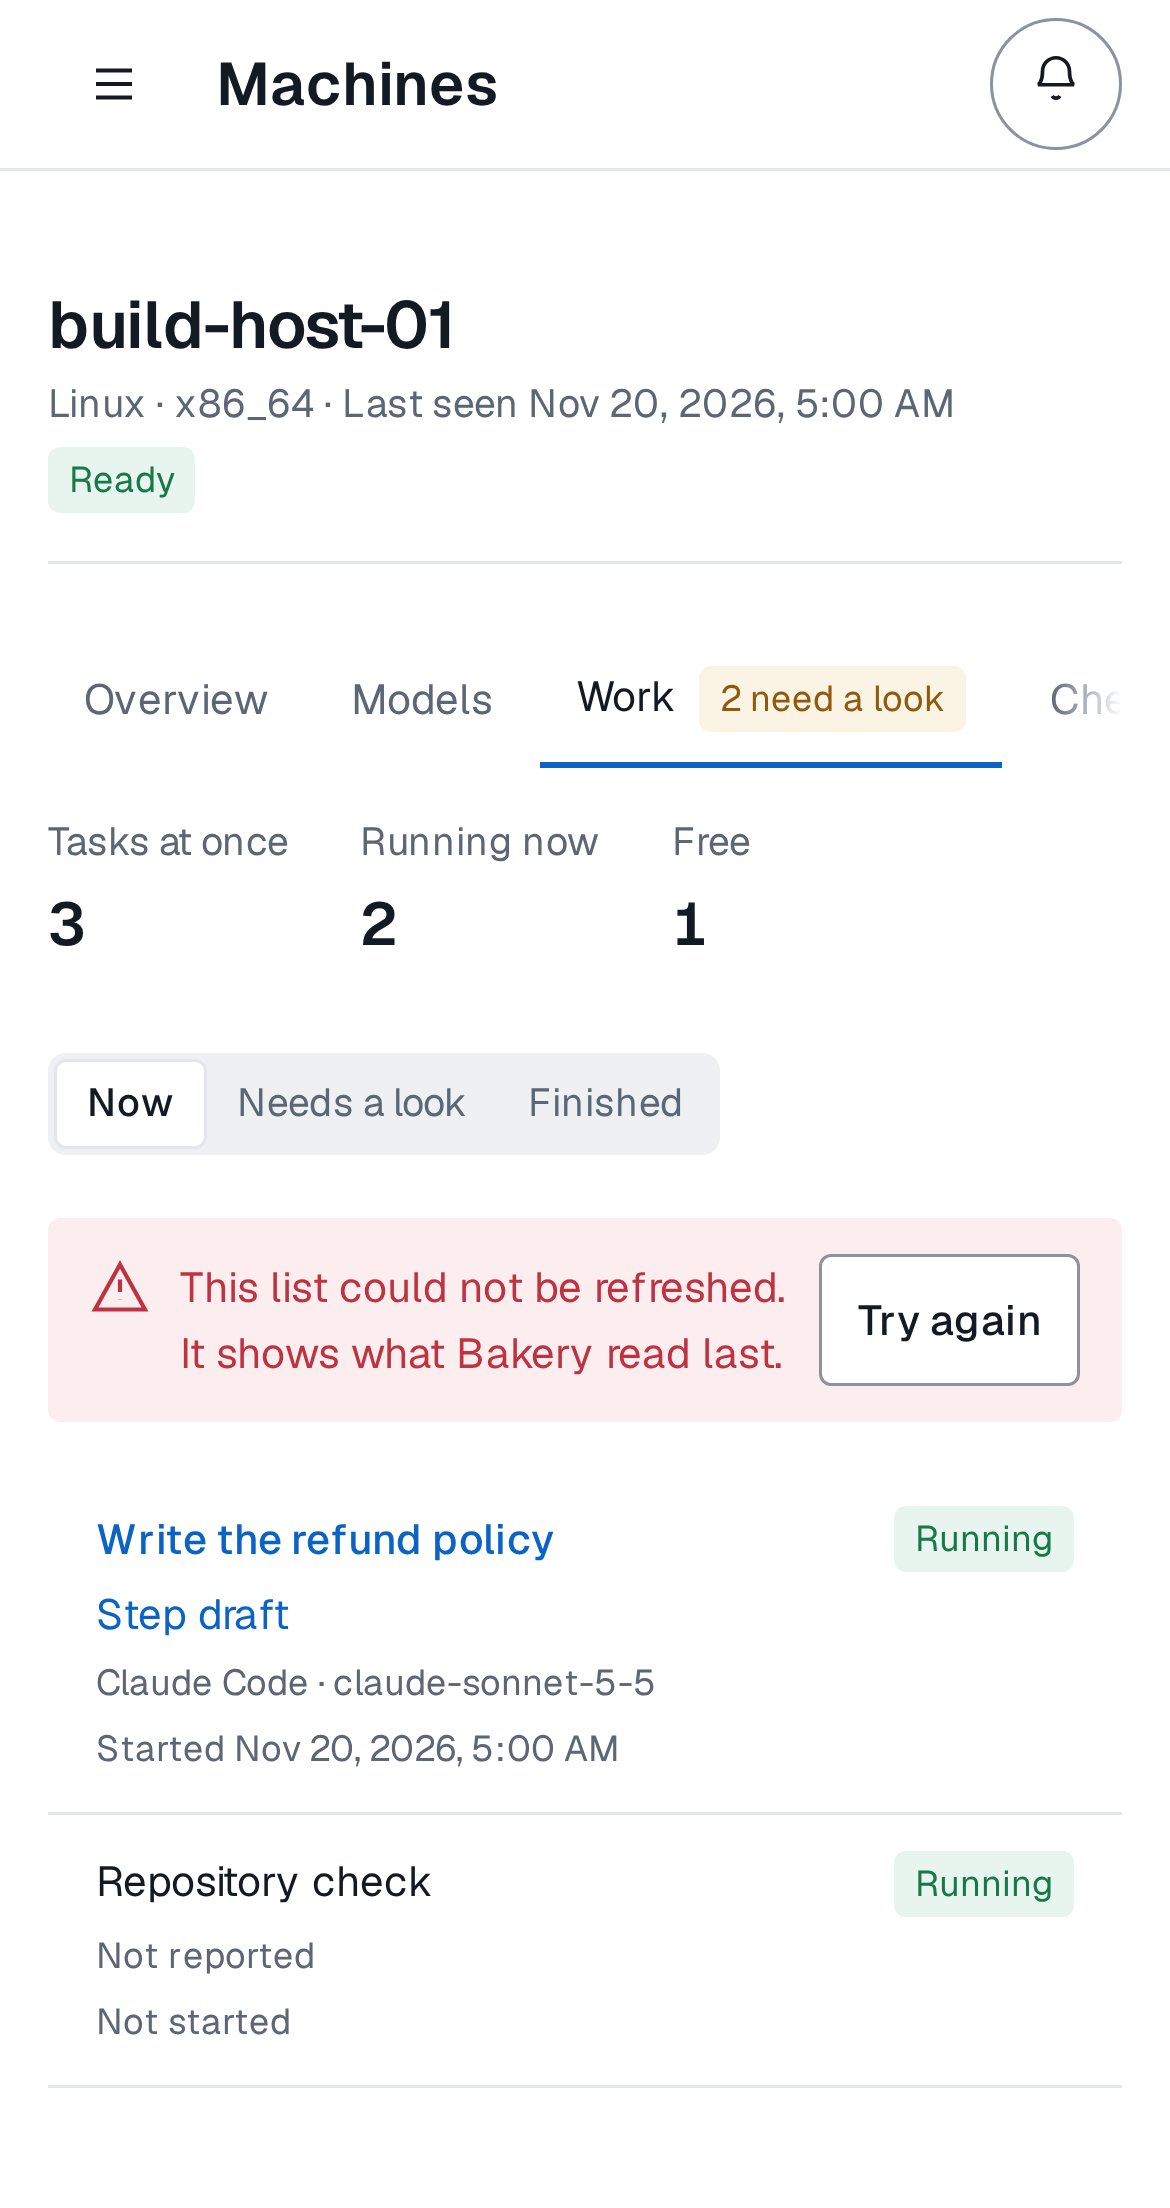 Machines
build-host-01
Linux · x86_64 · Last seen Nov 20, 2026, 5:00 AM
Ready
Overview Models Work 2 need a look Che
Tasks at once Running now Free
3 2 1
Now Needs a look Finished
This list could not be refreshed.
It shows what Bakery read last.
Try again
Write the refund policy Running
Step draft
Claude Code · claude-sonnet-5-5
Started Nov 20, 2026, 5:00 AM
Repository check Running
Not reported
Not started